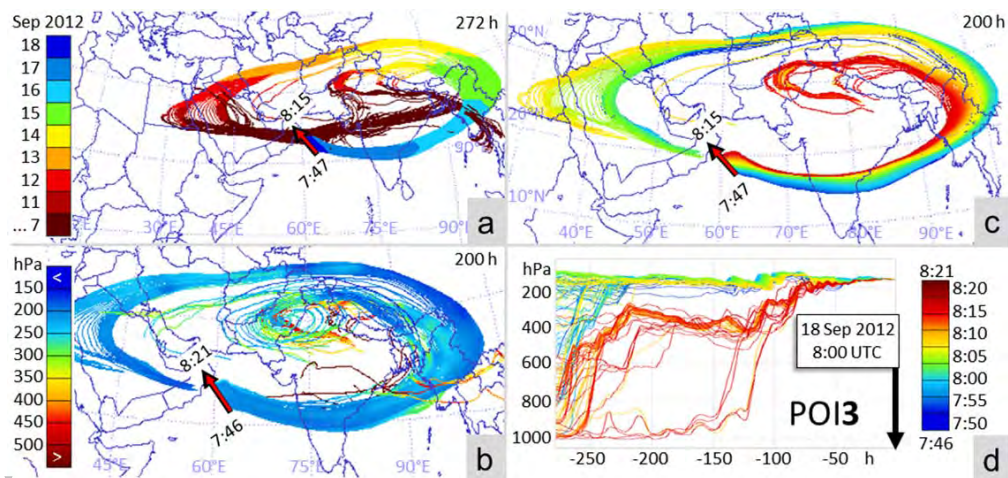 Sep 2012
18
17
16
15
14
13
12
11
... 7
272 h
8:15
7:47
90°E
30°E 45°E 60°E 75°E 90°E
a
200 h
20°N
10°N
8:15
7:47
40°E 50°E 60°E 70°E 80°E 90°E
c
hPa
<
150
200
250
300
350
400
450
500
>
200 h
8:21
7:46
45°E 60°E 75°E 90°E
b
hPa
200
400
600
800
1000
-250 -200 -150 -100 -50 h
18 Sep 2012
8:00 UTC
POI3
8:21
8:20
8:15
8:10
8:05
8:00
7:55
7:50
7:46
d